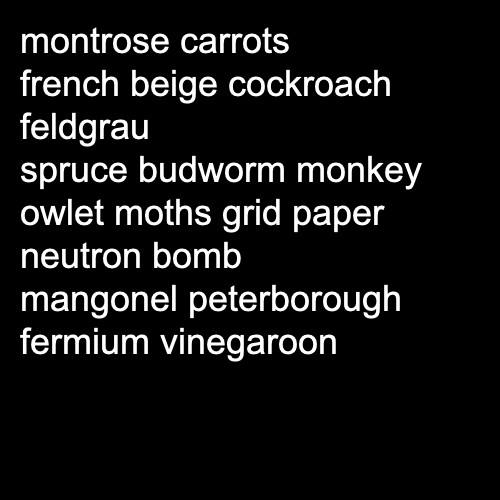 montrose carrots
french beige cockroach
feldgrau
spruce budworm monkey
owlet moths grid paper
neutron bomb
mangonel peterborough
fermium vinegaroon